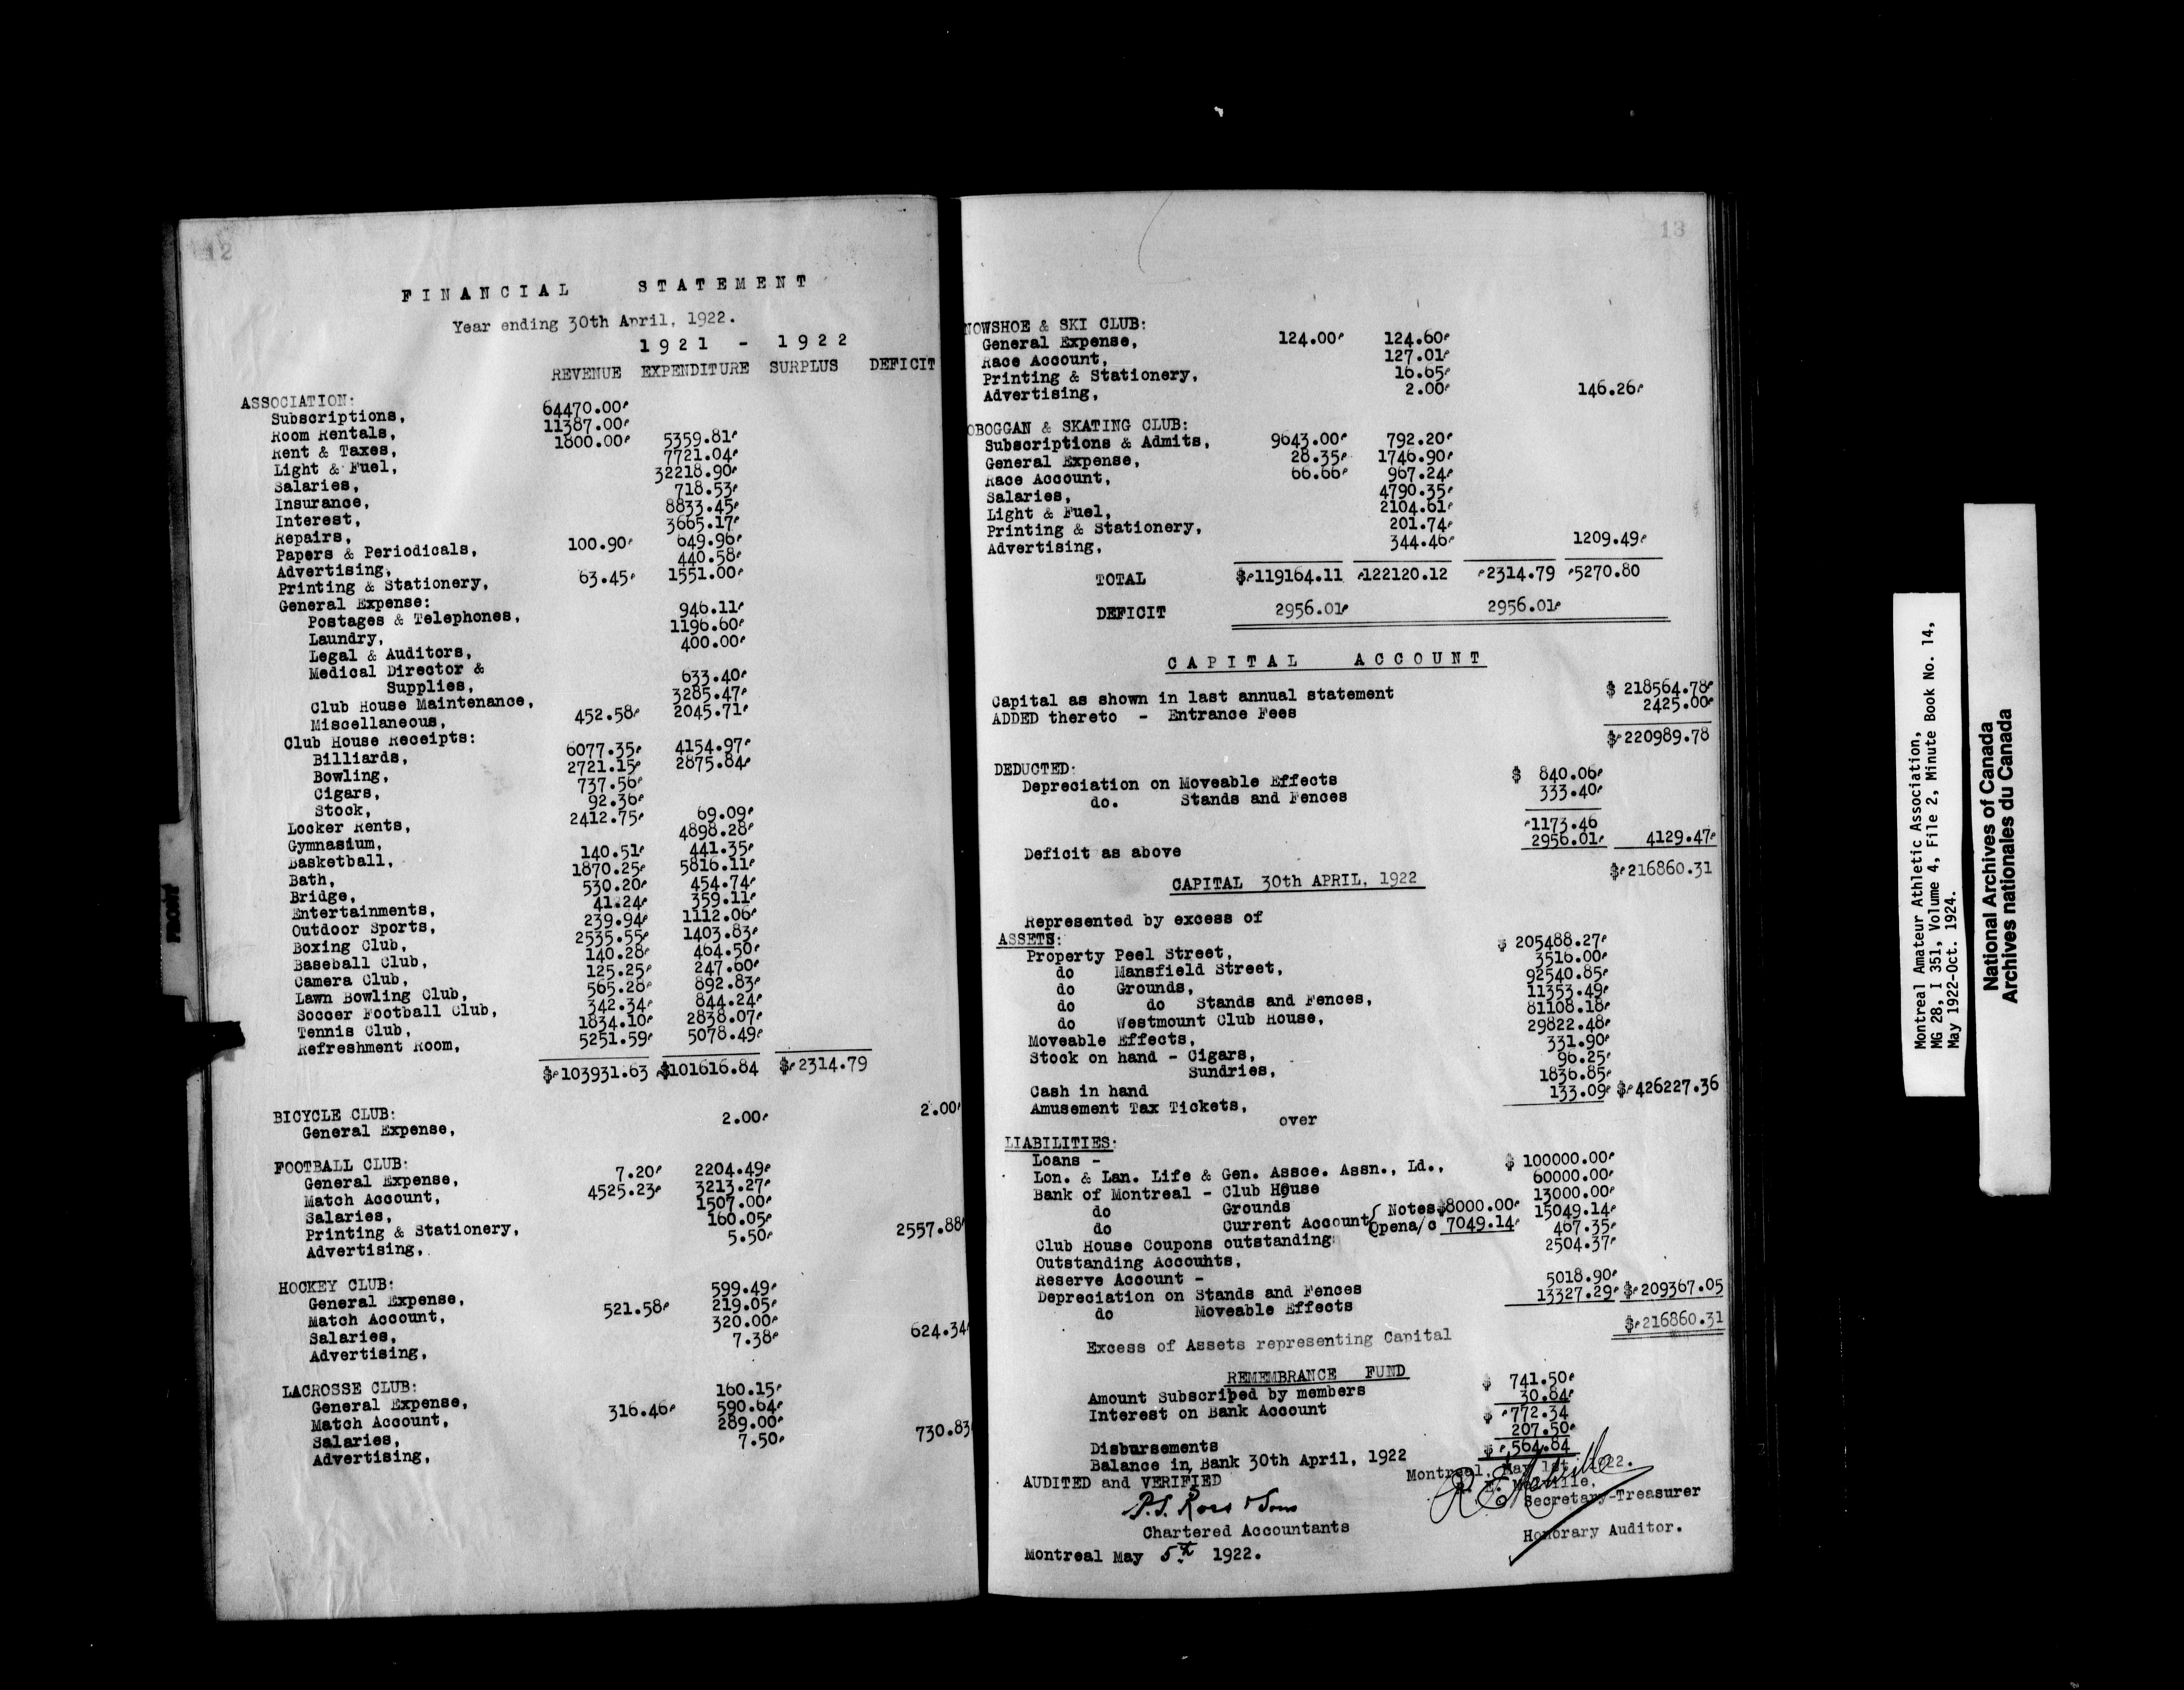 12
FINANCIAL STATEMENT
Year ending 30th April, 1922.
1921 - 1922
REVENUE EXPENDITURE SURPLUS DEFICIT
ASSOCIATION:
Subscriptions, 64470.00
Room Rentals, 11387.00
Rent & Taxes, 1800.00 5359.81
Light & Fuel, 7721.04
Salaries, 32218.90
Insurance, 718.53
Interest, 8833.45
Repairs, 3665.17
Papers & Periodicals, 100.90 649.96
Advertising, 440.58
Printing & Stationery, 63.45 1551.00
General Expense:
Postages & Telephones, 946.11
Laundry, 1196.60
Legal & Auditors, 400.00
Medical Director &
Supplies, 633.40
Club House Maintenance, 3285.47
Miscellaneous, 452.58 2045.71
Club House Receipts:
Billiards, 6077.35 4154.97
Bowling, 2721.15 2875.84
Cigars, 737.56
Stock, 92.36
Locker Rents, 2412.75 69.09
Gymnasium, 4898.28
Basketball, 140.51 441.35
Bath, 1870.25 5816.11
Bridge, 530.20 454.74
Entertainments, 41.24 359.11
Outdoor Sports, 239.94 1112.06
Boxing Club, 2535.55 1403.83
Baseball Club, 140.28 464.50
Camera Club, 125.25 247.60
Lawn Bowling Club, 565.28 892.83
Soccer Football Club, 342.34 844.24
Tennis Club, 1834.10 2838.07
Refreshment Room, 5251.59 5078.49
$103931.63 $101616.84 $2314.79
BICYCLE CLUB:
General Expense, 2.00 2.00
FOOTBALL CLUB:
General Expense, 7.20 2204.49
Match Account, 4525.23 3213.27
Salaries, 1507.00
Printing & Stationery, 160.05
Advertising, 5.50 2557.88
HOCKEY CLUB:
General Expense, 599.49
Match Account, 521.58 219.05
Salaries, 320.00
Advertising, 7.38 624.34
LACROSSE CLUB:
General Expense, 160.15
Match Account, 316.46 590.64
Salaries, 289.00
Advertising, 7.50 730.83
13
NOWSHOE & SKI CLUB:
General Expense, 124.00 124.60
Race Account, 127.01
Printing & Stationery, 16.65
Advertising, 2.00 146.26
OBOGGAN & SKATING CLUB:
Subscriptions & Admits, 9643.00 792.20
General Expense, 28.35 1746.90
Race Account, 66.66 967.24
Salaries, 4790.35
Light & Fuel, 2104.61
Printing & Stationery, 201.74
Advertising, 344.46 1209.49
TOTAL $119164.11 122120.12 2314.79 5270.80
DEFICIT 2956.01 2956.01
CAPITAL ACCOUNT
Capital as shown in last annual statement $ 218564.78
ADDED thereto - Entrance Fees 2425.00
$220989.78
DEDUCTED:
Depreciation on Moveable Effects $ 840.06
do. Stands and Fences 333.40
1173.46
Deficit as above 2956.01 4129.47
$216860.31
CAPITAL 30th APRIL, 1922
Represented by excess of
ASSETS:
Property Peel Street, $ 205488.27
do Mansfield Street, 3516.00
do Grounds, 92540.85
do do Stands and Fences, 11353.49
do Westmount Club House, 81108.18
Moveable Effects, 29822.48
Stock on hand - Cigars, 331.90
Sundries, 96.25
Cash in hand 1836.85
Amusement Tax Tickets, 133.09 $426227.36
over
LIABILITIES:
Loans -
Lon. & Lan. Life & Gen. Assce. Assn., Ld., $ 100000.00
Bank of Montreal - Club House 60000.00
do Grounds 13000.00
do Current Account { Notes $8000.00 Opena/c 7049.14 15049.14
Club House Coupons outstanding 467.35
Outstanding Accounts, 2504.37
Reserve Account -
Depreciation on Stands and Fences 5018.90
do Moveable Effects 13327.29 $209367.05
Excess of Assets representing Capital $216860.31
REMEMBRANCE FUND
Amount Subscribed by members $ 741.50
Interest on Bank Account 30.84
$ 772.34
Disbursements 207.50
Balance in Bank 30th April, 1922 $ 564.84
AUDITED and VERIFIED Montreal, May 1st 1922.
P.S. Ross & Sons
Secretary-Treasurer
Chartered Accountants
Honorary Auditor.
Montreal May 5th 1922.
Montreal Amateur Athletic Association,
MG 28, I 351, Volume 4, File 2, Minute Book No. 14,
May 1922-Oct. 1924.
National Archives of Canada
Archives nationales du Canada
FRONT